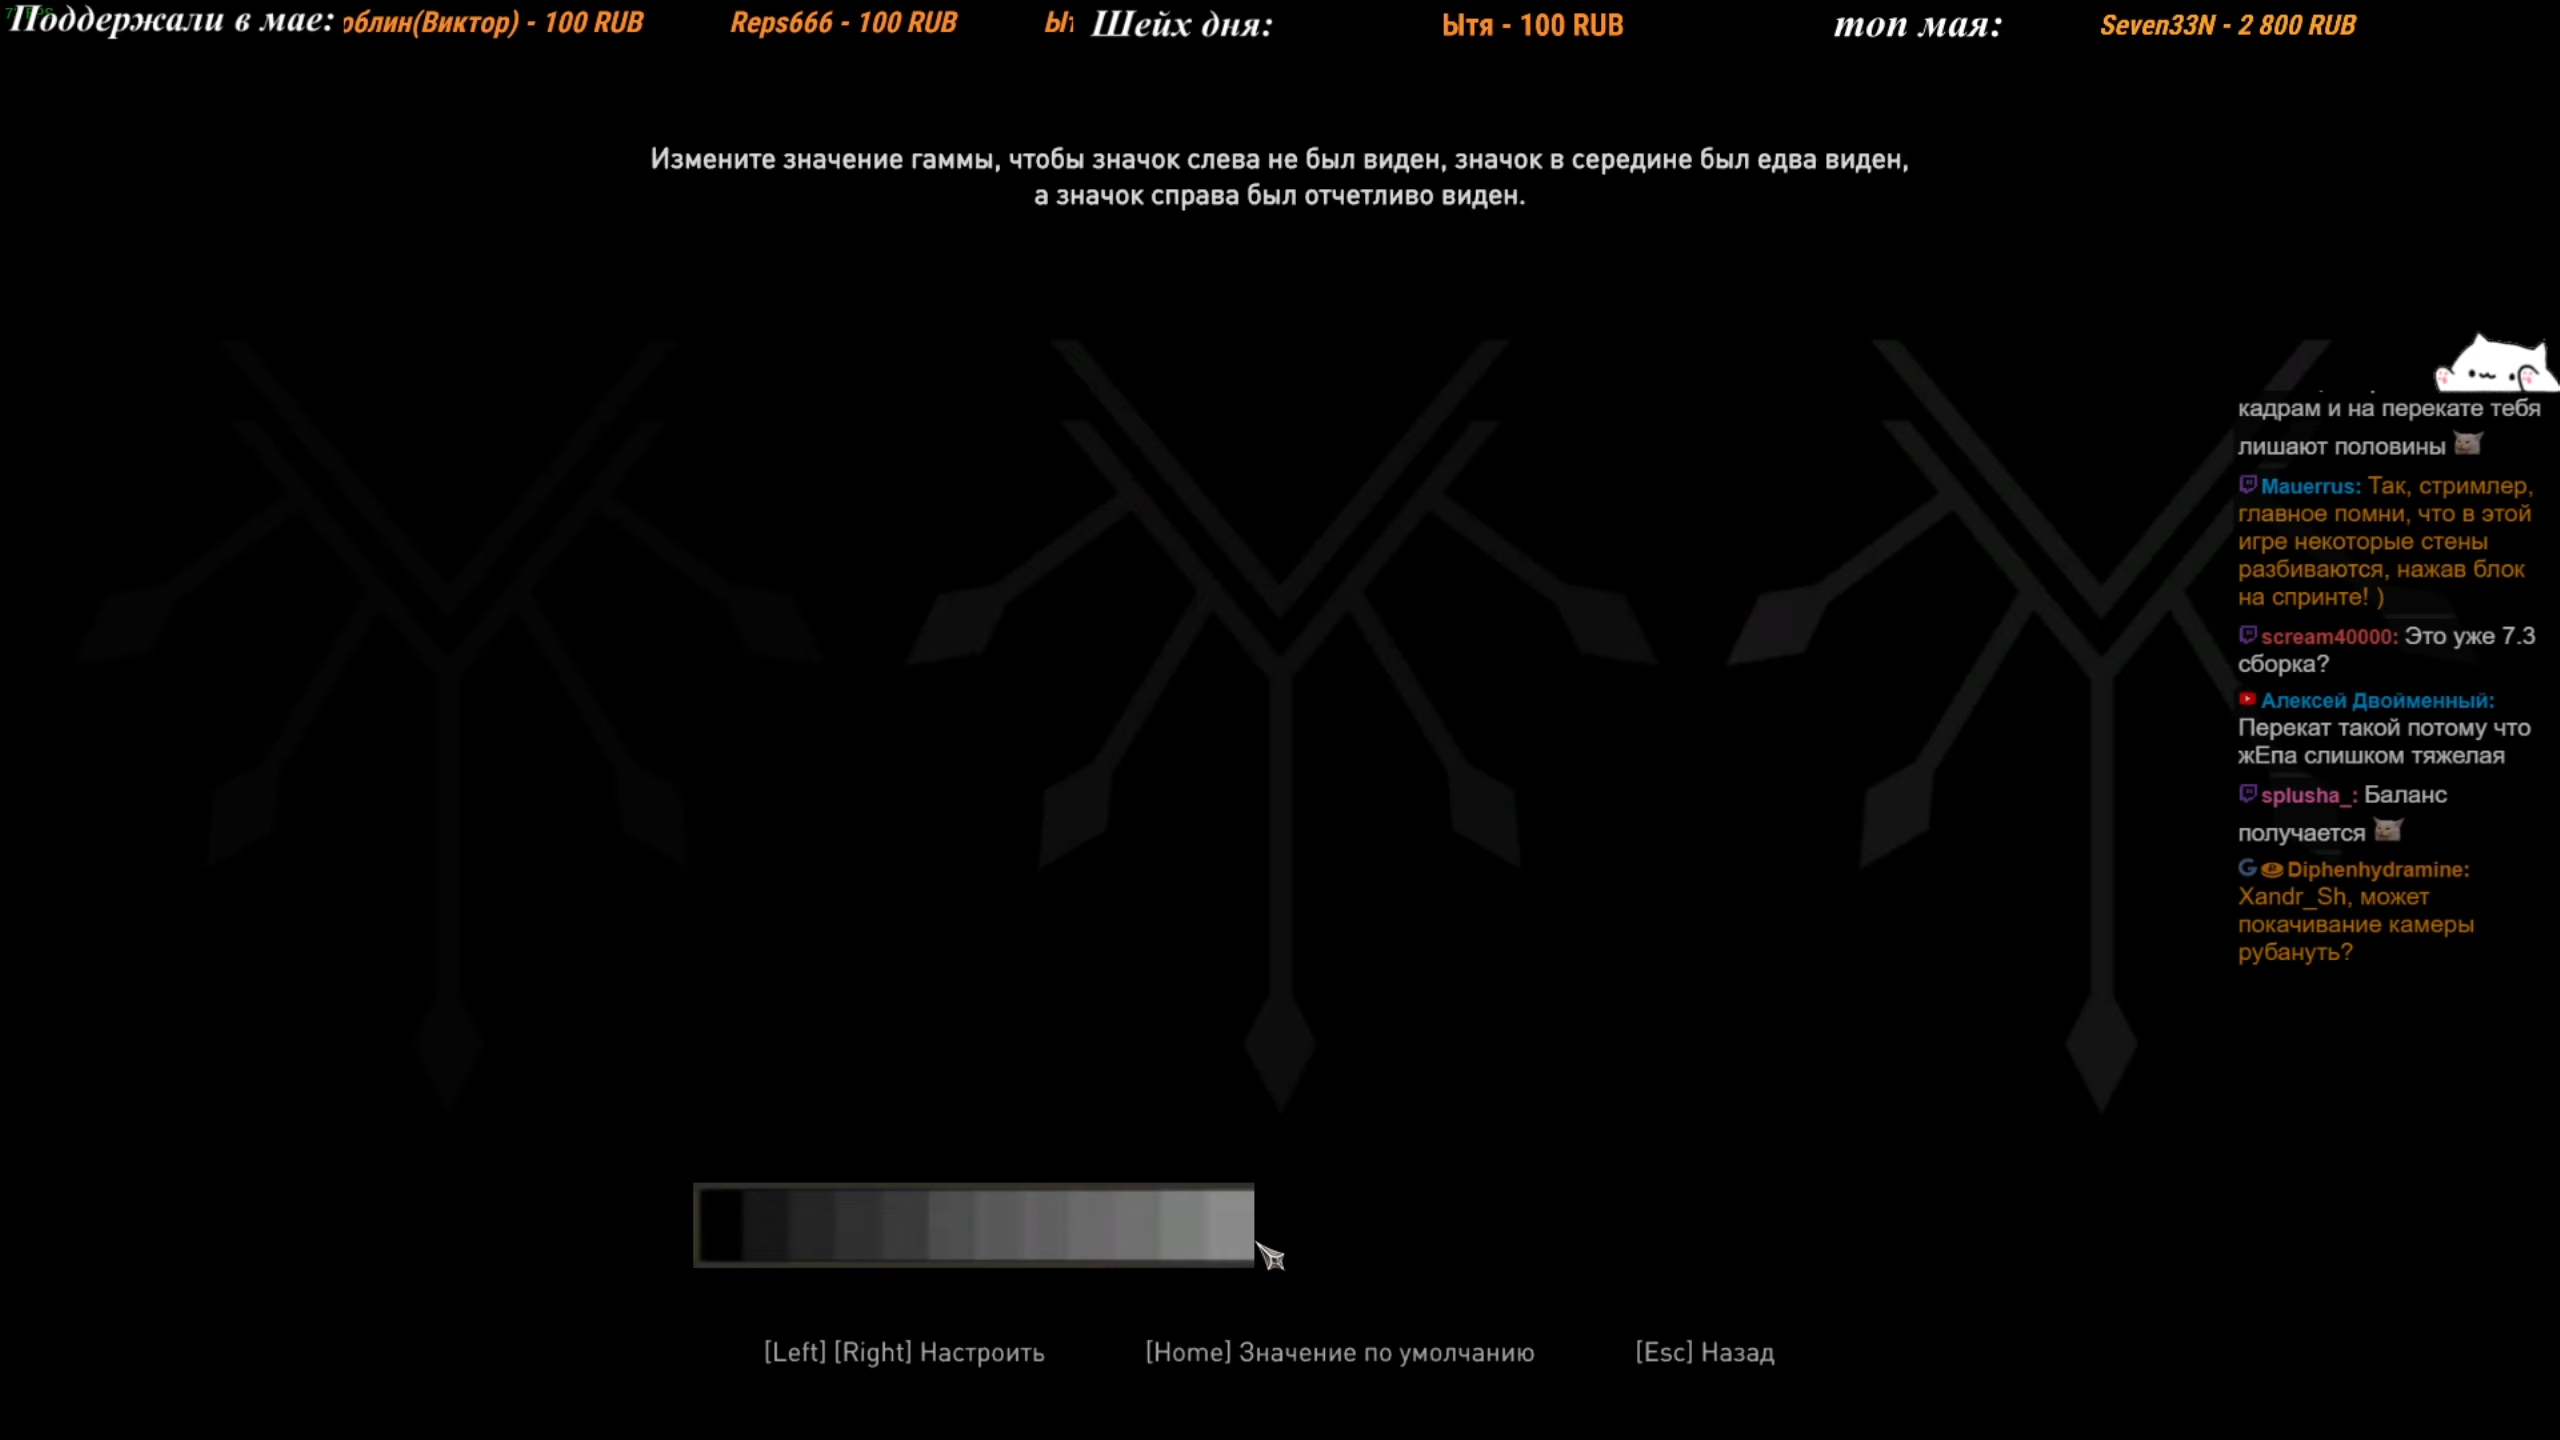 Поддержали в мае: облин(Виктор) - 100 RUB Reps666 - 100 RUB Шейх дня: Ытя - 100 RUB топ мая: Seven33N - 2 800 RUB
Измените значение гаммы, чтобы значок слева не был виден, значок в середине был едва виден,
а значок справа был отчетливо виден.
кадрам и на перекате тебя
лишают половины
Mauerrus: Так, стримлер,
главное помни, что в этой
игре некоторые стены
разбиваются, нажав блок
на спринте! )
scream40000: Это уже 7.3
сборка?
Алексей Двойменный:
Перекат такой потому что
жЕпа слишком тяжелая
splusha_: Баланс
получается
Diphenhydramine:
Xandr_Sh, может
покачивание камеры
рубануть?
[Left] [Right] Настроить [Home] Значение по умолчанию [Esc] Назад